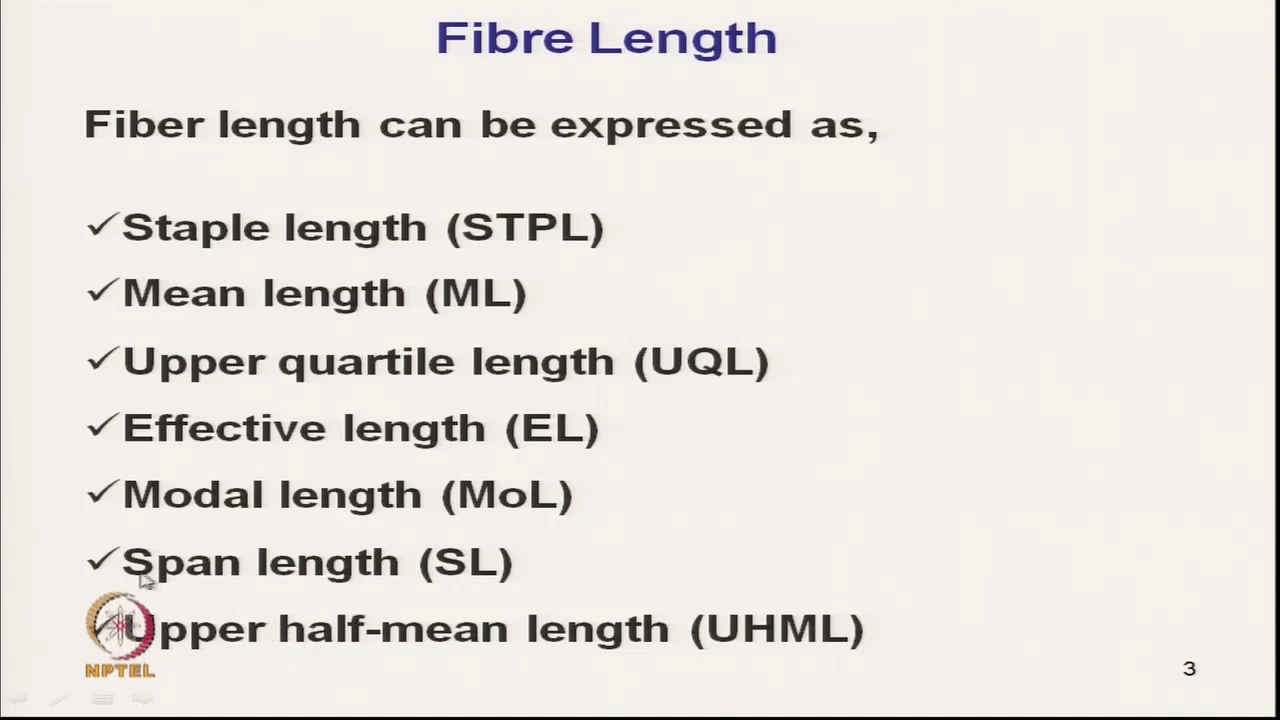 Fibre Length
Fiber length can be expressed as,
✓Staple length (STPL)
✓Mean length (ML)
✓Upper quartile length (UQL)
✓Effective length (EL)
✓Modal length (MoL)
✓Span length (SL)
✓Upper half-mean length (UHML)
NPTEL
3